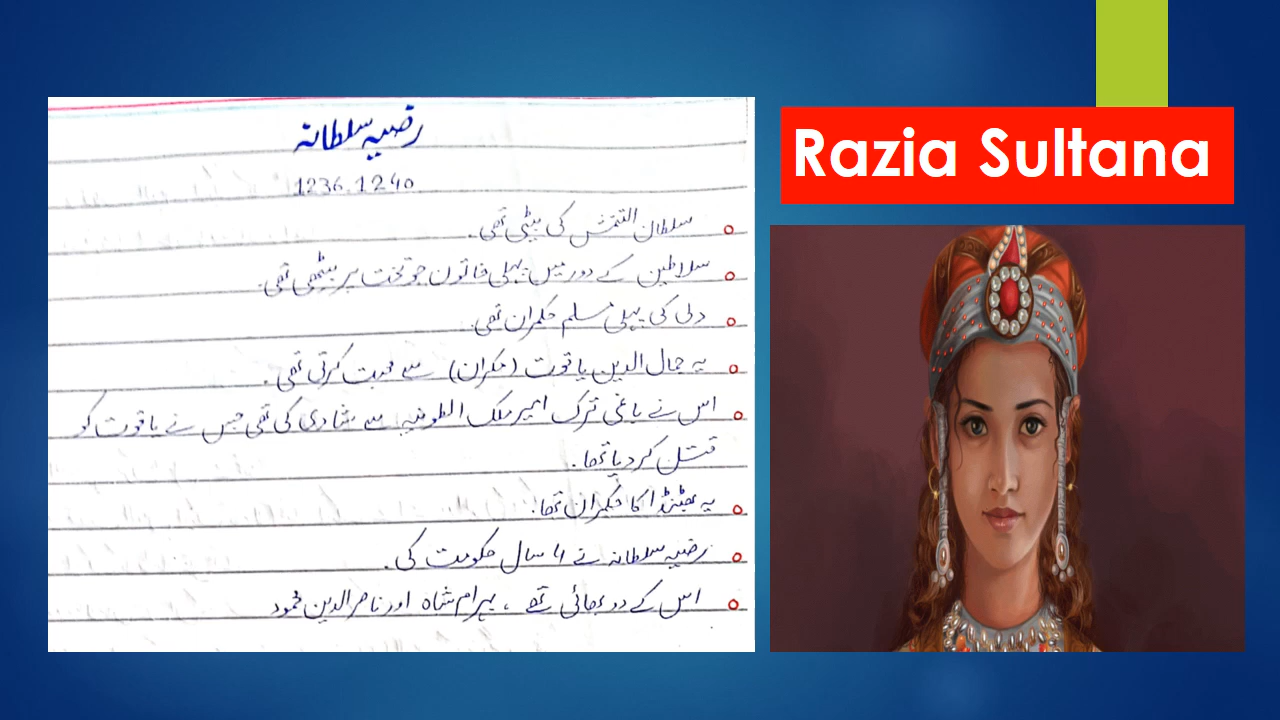 Razia Sultana
رضیہ سلطانہ
1236.1240
سلطان التمش کی بیٹی تھی۔
سلاطین کے دور میں پہلی خاتون جو تخت پر بیٹھی تھی۔
دلی کی پہلی مسلم حکمران تھی۔
یہ جمال الدین یاقوت (حکمران) سے محبت کرتی تھی۔
اس نے باغی ترک امیر ملک الطونیہ سے شادی کی تھی جس نے یاقوت کو
قتل کر دیا تھا۔
یہ بھٹنڈا کا حکمران تھا۔
رضیہ سلطانہ نے 4 سال حکومت کی۔
اس کے دو بھائی تھے ، بہرام شاہ اور ناصر الدین محمود